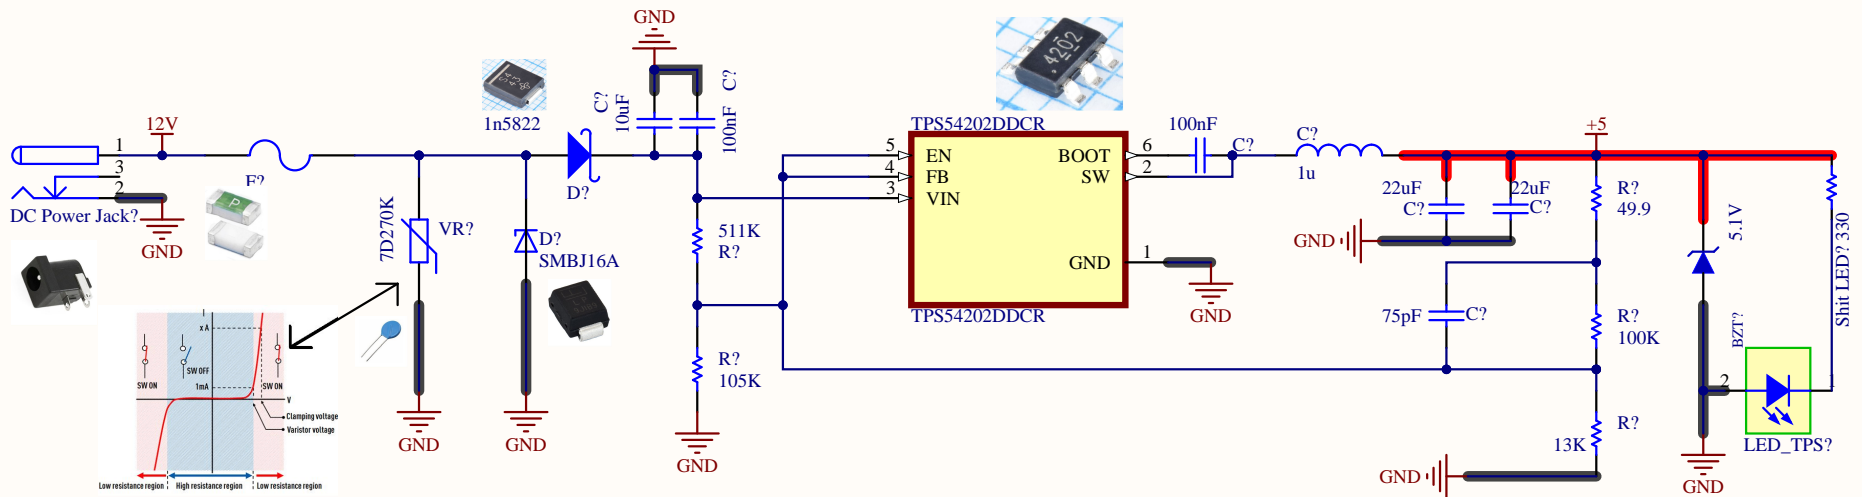 GND
C?
10uF
C?
100nF
1n5822
S4
43
4202
12V
1
3
2
DC Power Jack?
GND
F?
P
7D270K
VR?
GND
D?
SMBJ16A
GND
D?
511K
R?
R?
105K
GND
TPS54202DDCR
5
EN
4
FB
3
VIN
BOOT
6
SW
2
GND
1
TPS54202DDCR
GND
100nF
C?
C?
1u
+5
22uF
C?
22uF
C?
GND
R?
49.9
75pF
C?
R?
100K
R?
13K
GND
5.1V
BZT?
Shit LED? 330
2
1
LED_TPS?
GND
x A
SW ON
SW OFF
1mA
SW ON
V
Clamping voltage
Varistor voltage
Low resistance region
High resistance region
Low resistance region